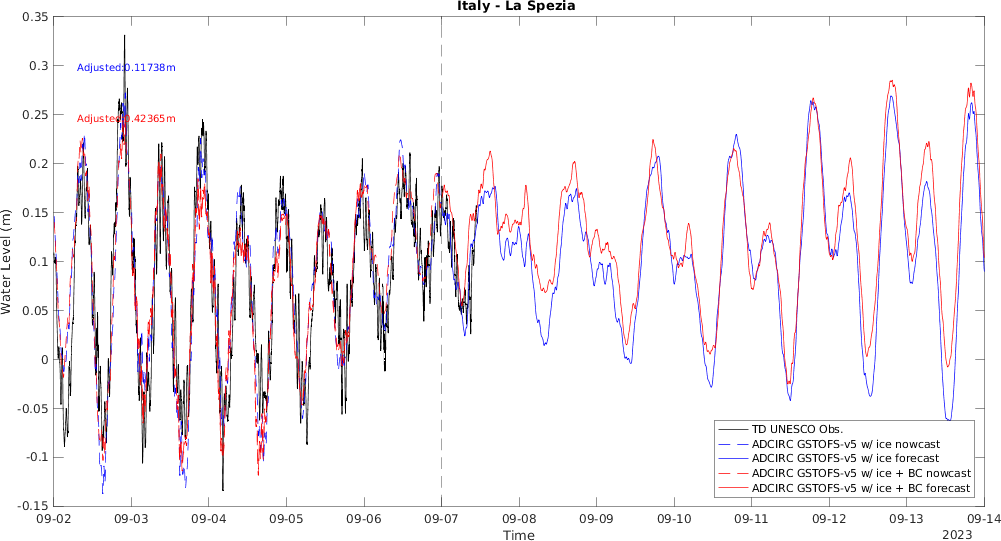 Italy - La Spezia
0.35
0.3
0.25
0.2
0.15
0.1
0.05
0
-0.05
-0.1
-0.15
Water Level (m)
Adjusted:0.11738m
Adjusted:0.42365m
TD UNESCO Obs.
ADCIRC GSTOFS-v5 w/ ice nowcast
ADCIRC GSTOFS-v5 w/ ice forecast
ADCIRC GSTOFS-v5 w/ ice + BC nowcast
ADCIRC GSTOFS-v5 w/ ice + BC forecast
09-02 09-03 09-04 09-05 09-06 09-07 09-08 09-09 09-10 09-11 09-12 09-13 09-14
Time
2023